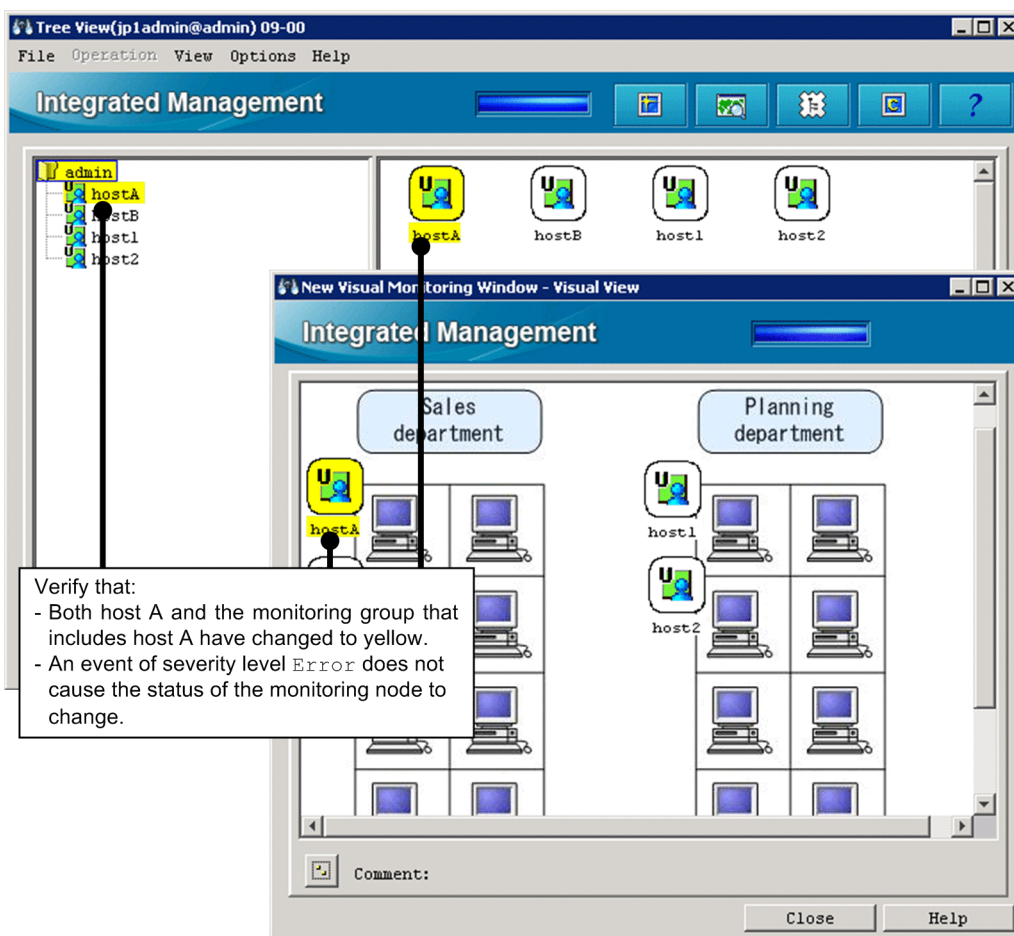 Tree View(jp1admin@admin) 09-00
File Operation View Options Help
Integrated Management
admin
hostA
hostB
host1
host2
hostA hostB host1 host2
New Visual Monitoring Window - Visual View
Integrated Management
Sales
department
Planning
department
hostA
host1
host2
Verify that:
- Both host A and the monitoring group that
includes host A have changed to yellow.
- An event of severity level Error does not
cause the status of the monitoring node to
change.
Comment:
Close Help